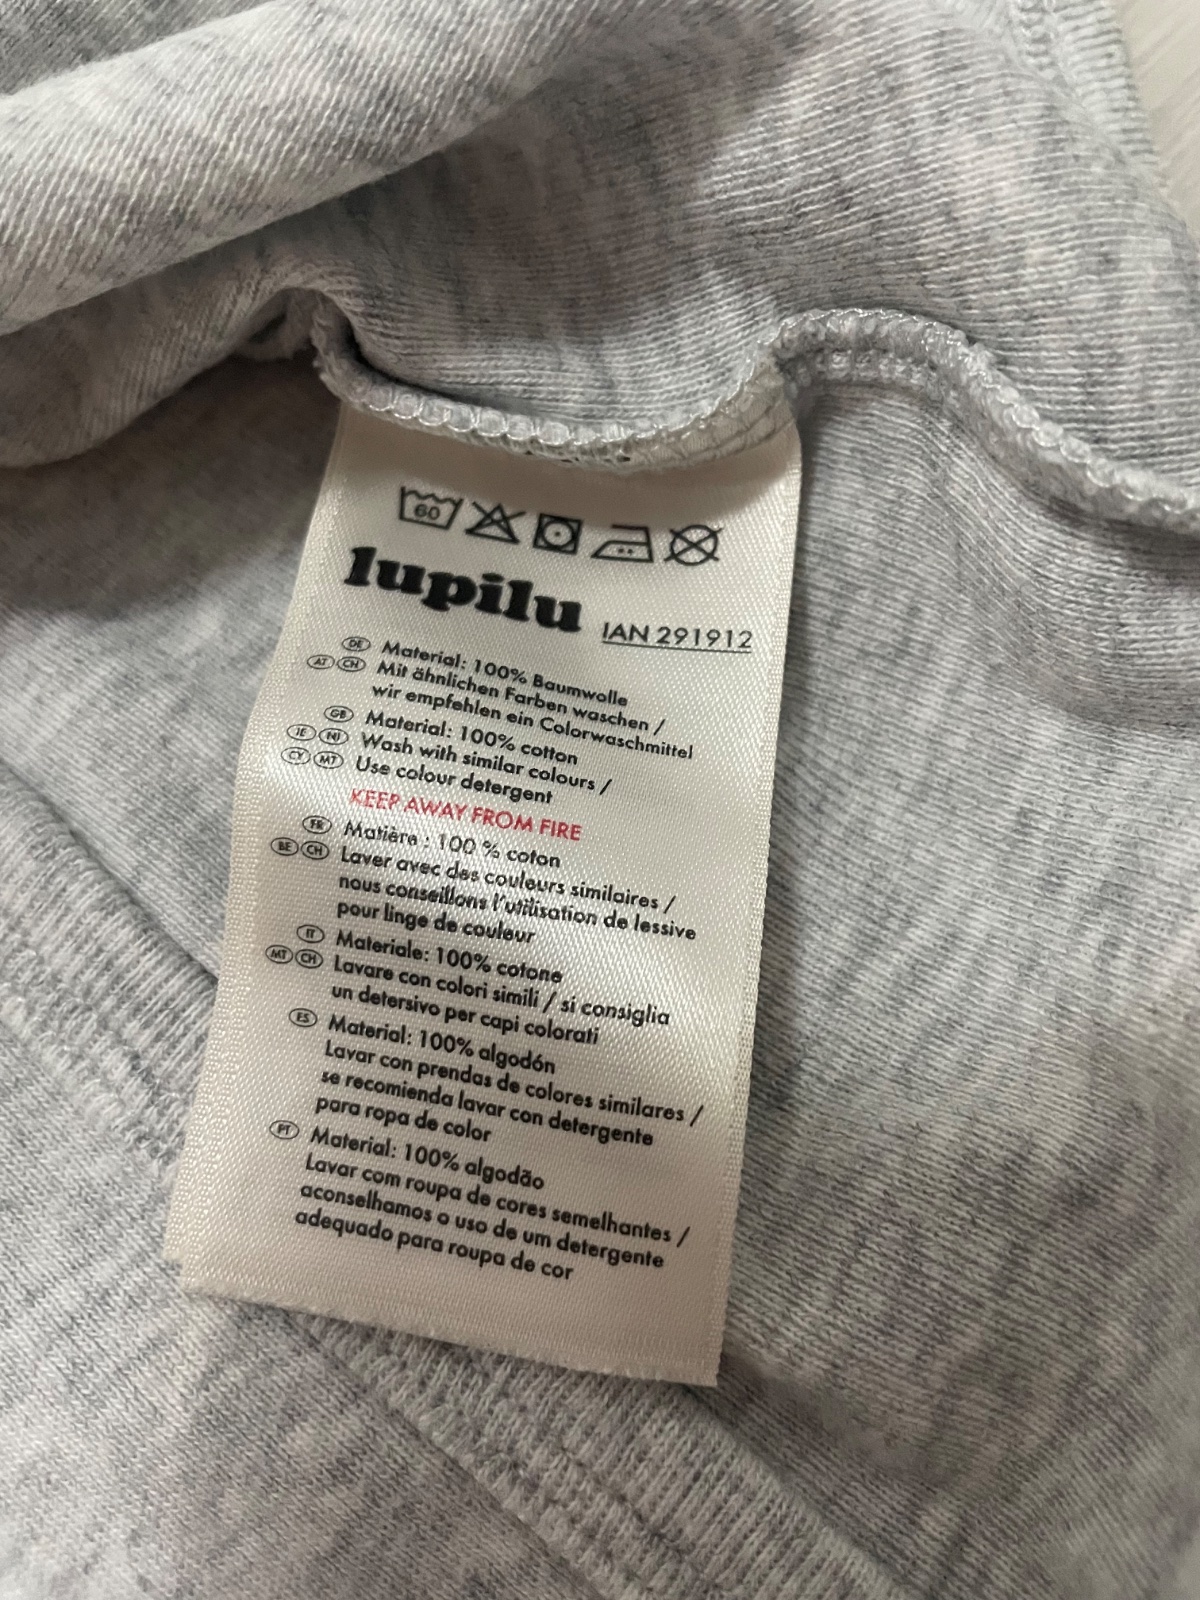 60
lupilu
IAN 291912
DE Material: 100% Baumwolle
AT CH Mit ähnlichen Farben waschen /
wir empfehlen ein Colorwaschmittel
GB Material: 100% cotton
IE NI Wash with similar colours /
CY MT Use colour detergent
KEEP AWAY FROM FIRE
FR Matière : 100 % coton
BE CH Laver avec des couleurs similaires /
nous conseillons l'utilisation de lessive
pour linge de couleur
IT Materiale: 100% cotone
MT CH Lavare con colori simili / si consiglia
un detersivo per capi colorati
ES Material: 100% algodón
Lavar con prendas de colores similares /
se recomienda lavar con detergente
para ropa de color
PT Material: 100% algodão
Lavar com roupa de cores semelhantes /
aconselhamos o uso de um detergente
adequado para roupa de cor